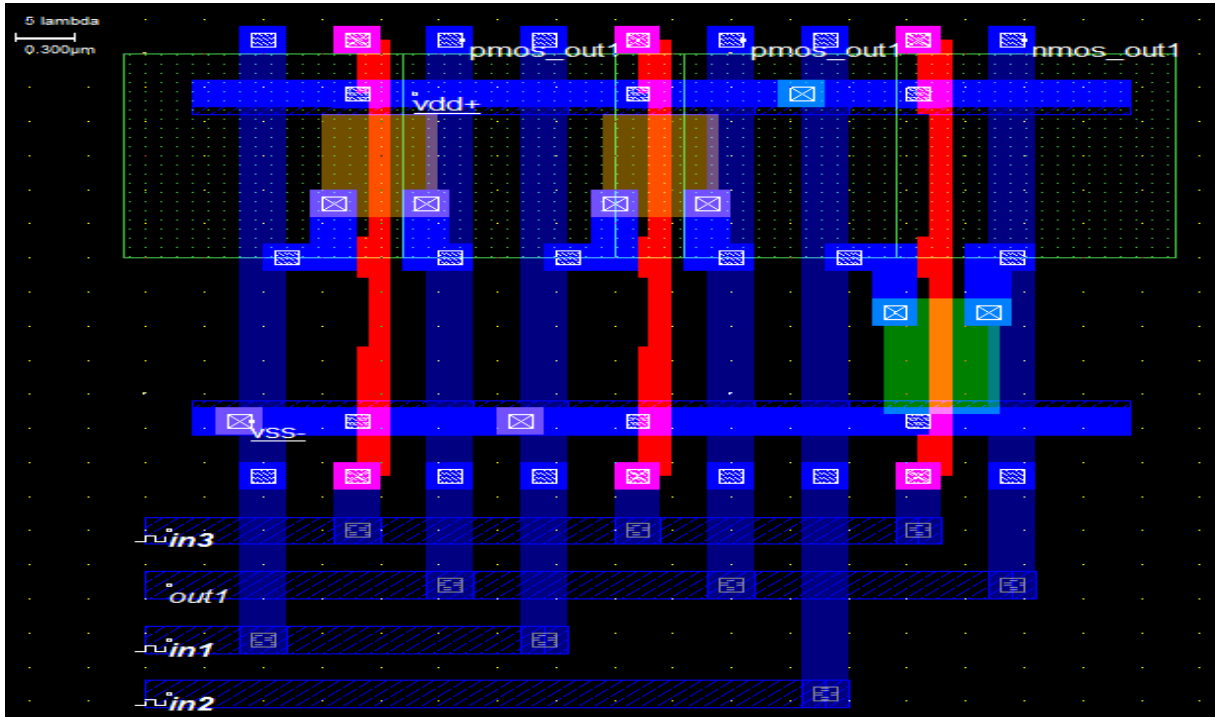 5 lambda
0.300μm
pmos_out1
pmos_out1
nmos_out1
vdd+
vss-
in3
out1
in1
in2